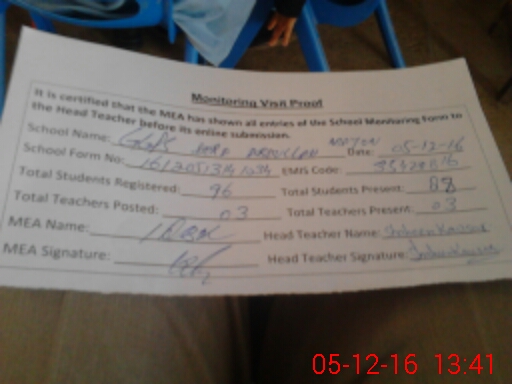 Monitoring Visit Proof
It is certified that the MEA has shown all entries of the School Monitoring Form to
the Head Teacher before its online submission.
School Name: Date: 05-12-16
School Form No: EMIS Code:
Total Students Registered: 96 Total Students Present: 88
Total Teachers Posted: 03 Total Teachers Present: 03
MEA Name: Head Teacher Name: Shaheen Kausar
MEA Signature: Head Teacher Signature:
05-12-16 13:41